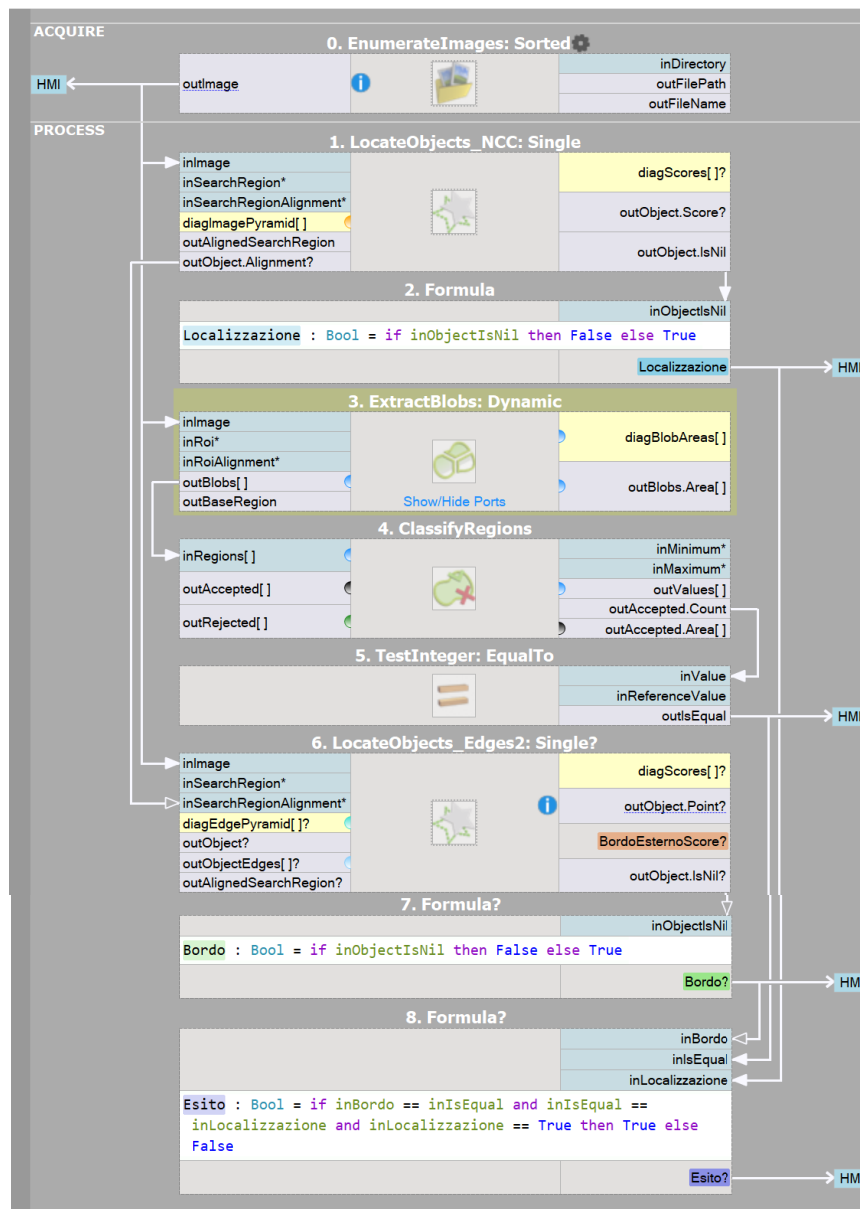 ACQUIRE
0. EnumerateImages: Sorted
inDirectory
HMI
outImage
outFilePath
outFileName
PROCESS
1. LocateObjects_NCC: Single
inImage
diagScores[ ]?
inSearchRegion*
inSearchRegionAlignment*
outObject.Score?
diagImagePyramid[ ]
outAlignedSearchRegion
outObject.IsNil
outObject.Alignment?
2. Formula
inObjectIsNil
Localizzazione : Bool = if inObjectIsNil then False else True
Localizzazione
HMI
3. ExtractBlobs: Dynamic
inImage
diagBlobAreas[ ]
inRoi*
inRoiAlignment*
outBlobs[ ]
outBlobs.Area[ ]
outBaseRegion
Show/Hide Ports
4. ClassifyRegions
inMinimum*
inRegions[ ]
inMaximum*
outAccepted[ ]
outValues[ ]
outAccepted.Count
outRejected[ ]
outAccepted.Area[ ]
5. TestInteger: EqualTo
inValue
inReferenceValue
outIsEqual
HMI
6. LocateObjects_Edges2: Single?
inImage
diagScores[ ]?
inSearchRegion*
inSearchRegionAlignment*
outObject.Point?
diagEdgePyramid[ ]?
outObject?
BordoEsternoScore?
outObjectEdges[ ]?
outObject.IsNil?
outAlignedSearchRegion?
7. Formula?
inObjectIsNil
Bordo : Bool = if inObjectIsNil then False else True
Bordo?
HM
8. Formula?
inBordo
inIsEqual
inLocalizzazione
Esito : Bool = if inBordo == inIsEqual and inIsEqual ==
inLocalizzazione and inLocalizzazione == True then True else
False
Esito?
HM